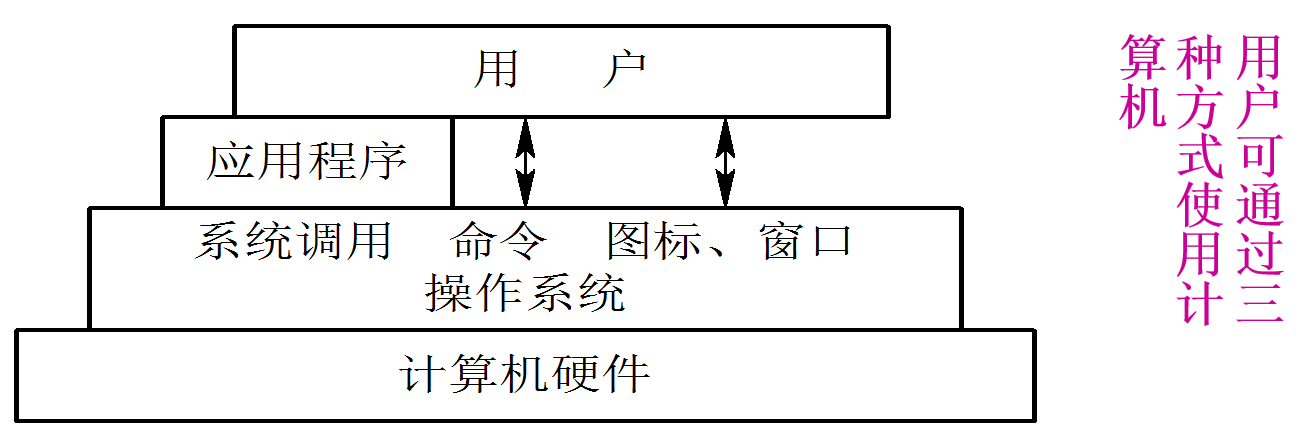 用 户
应用程序
系统调用 命令 图标、窗口
操作系统
计算机硬件
用户可通过三
种方式使用计
算机